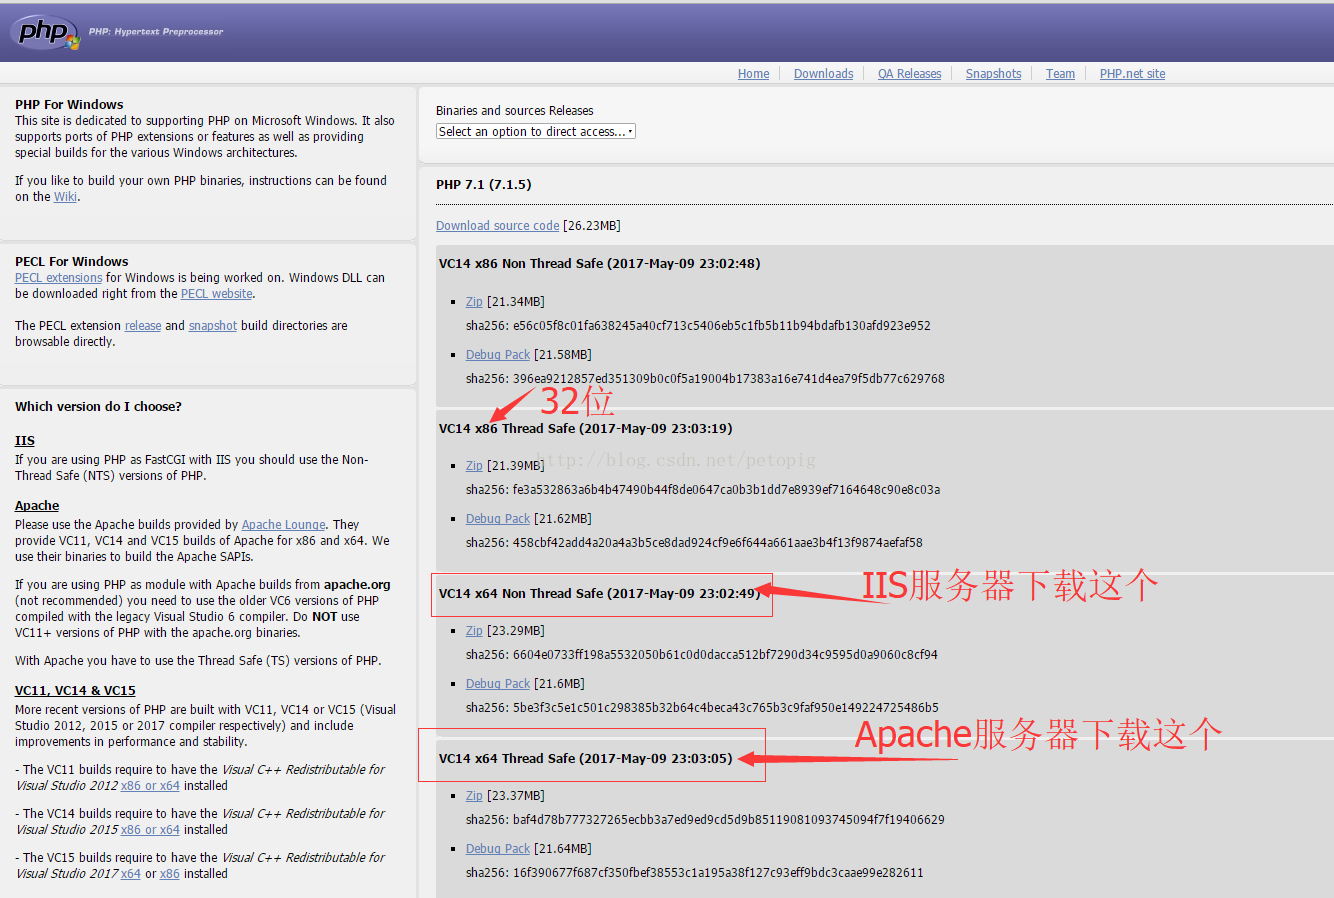 php
PHP: Hypertext Preprocessor
Home
Downloads
QA Releases
Snapshots
Team
PHP.net site
PHP For Windows
This site is dedicated to supporting PHP on Microsoft Windows. It also
supports ports of PHP extensions or features as well as providing
special builds for the various Windows architectures.
If you like to build your own PHP binaries, instructions can be found
on the Wiki.
PECL For Windows
PECL extensions for Windows is being worked on. Windows DLL can
be downloaded right from the PECL website.
The PECL extension release and snapshot build directories are
browsable directly.
Which version do I choose?
IIS
If you are using PHP as FastCGI with IIS you should use the Non-
Thread Safe (NTS) versions of PHP.
Apache
Please use the Apache builds provided by Apache Lounge. They
provide VC11, VC14 and VC15 builds of Apache for x86 and x64. We
use their binaries to build the Apache SAPIs.
If you are using PHP as module with Apache builds from apache.org
(not recommended) you need to use the older VC6 versions of PHP
compiled with the legacy Visual Studio 6 compiler. Do NOT use
VC11+ versions of PHP with the apache.org binaries.
With Apache you have to use the Thread Safe (TS) versions of PHP.
VC11, VC14 & VC15
More recent versions of PHP are built with VC11, VC14 or VC15 (Visual
Studio 2012, 2015 or 2017 compiler respectively) and include
improvements in performance and stability.
- The VC11 builds require to have the Visual C++ Redistributable for
Visual Studio 2012 x86 or x64 installed
- The VC14 builds require to have the Visual C++ Redistributable for
Visual Studio 2015 x86 or x64 installed
- The VC15 builds require to have the Visual C++ Redistributable for
Visual Studio 2017 x64 or x86 installed
Binaries and sources Releases
Select an option to direct access...
PHP 7.1 (7.1.5)
Download source code [26.23MB]
VC14 x86 Non Thread Safe (2017-May-09 23:02:48)
Zip [21.34MB]
sha256: e56c05f8c01fa638245a40cf713c5406eb5c1fb5b11b94bdafb130afd923e952
Debug Pack [21.58MB]
sha256: 396ea9212857ed351309b0c0f5a19004b17383a16e741d4ea79f5db77c629768
32位
VC14 x86 Thread Safe (2017-May-09 23:03:19)
http://blog.csdn.net/petopig
Zip [21.39MB]
sha256: fe3a532863a6b4b47490b44f8de0647ca0b3b1dd7e8939ef7164648c90e8c03a
Debug Pack [21.62MB]
sha256: 458cbf42add4a20a4a3b5ce8dad924cf9e6f644a661aae3b4f13f9874aefaf58
VC14 x64 Non Thread Safe (2017-May-09 23:02:49)
IIS服务器下载这个
Zip [23.29MB]
sha256: 6604e0733ff198a5532050b61c0d0dacca512bf7290d34c9595d0a9060c8cf94
Debug Pack [21.6MB]
sha256: 5be3f3c5e1c501c298385b32b64c4beca43c765b3c9faf950e149224725486b5
VC14 x64 Thread Safe (2017-May-09 23:03:05)
Apache服务器下载这个
Zip [23.37MB]
sha256: baf4d78b777327265ecbb3a7ed9ed9cd5d9b85119081093745094f7f19406629
Debug Pack [21.64MB]
sha256: 16f390677f687cf350fbef38553c1a195a38f127c93eff9bdc3caae99e282611